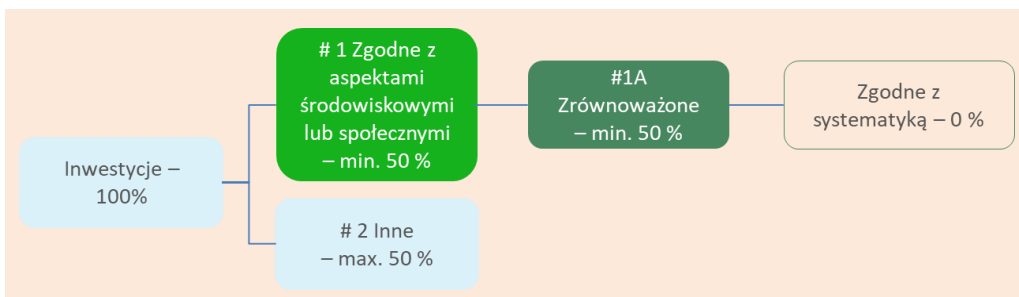 Inwestycje –
100%
# 1 Zgodne z
aspektami
środowiskowymi
lub społecznymi
– min. 50 %
#1A
Zrównoważone
– min. 50 %
Zgodne z
systematyką – 0 %
# 2 Inne
– max. 50 %